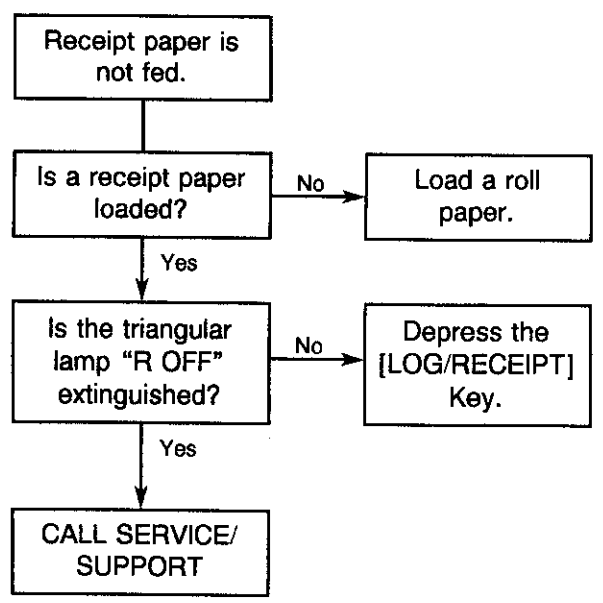 Receipt paper is
not fed.
Is a receipt paper
loaded?
No
Load a roll
paper.
Yes
Is the triangular
lamp “R OFF”
extinguished?
No
Depress the
[LOG/RECEIPT]
Key.
Yes
CALL SERVICE/
SUPPORT